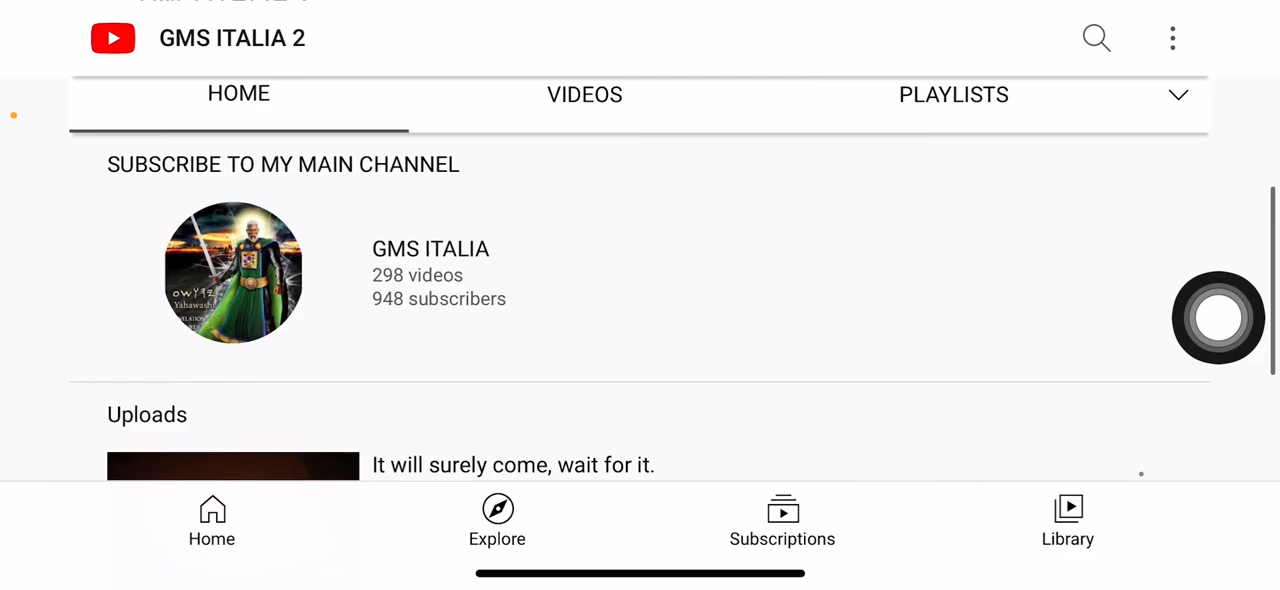 GMS ITALIA 2
HOME
VIDEOS
PLAYLISTS
SUBSCRIBE TO MY MAIN CHANNEL
GMS ITALIA
298 videos
948 subscribers
Yahawashi
Uploads
It will surely come, wait for it.
Home
Explore
Subscriptions
Library